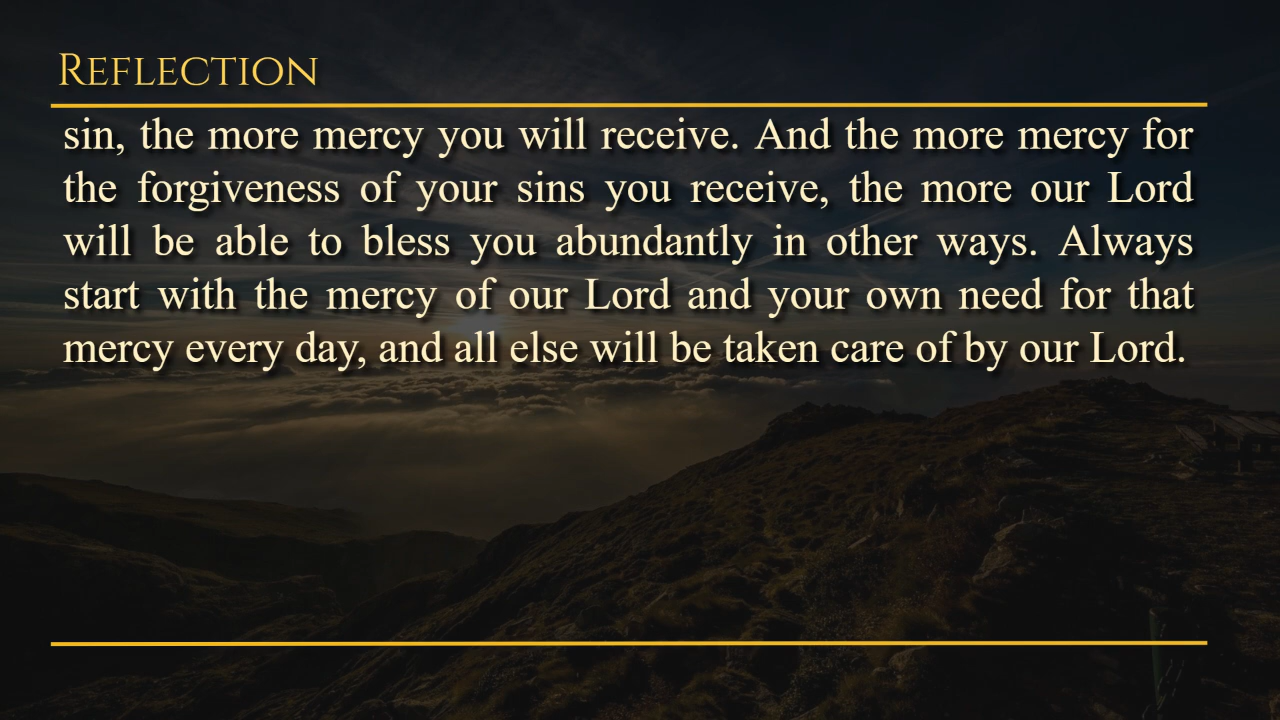 Reflection
sin, the more mercy you will receive. And the more mercy for
the forgiveness of your sins you receive, the more our Lord
will be able to bless you abundantly in other ways. Always
start with the mercy of our Lord and your own need for that
mercy every day, and all else will be taken care of by our Lord.